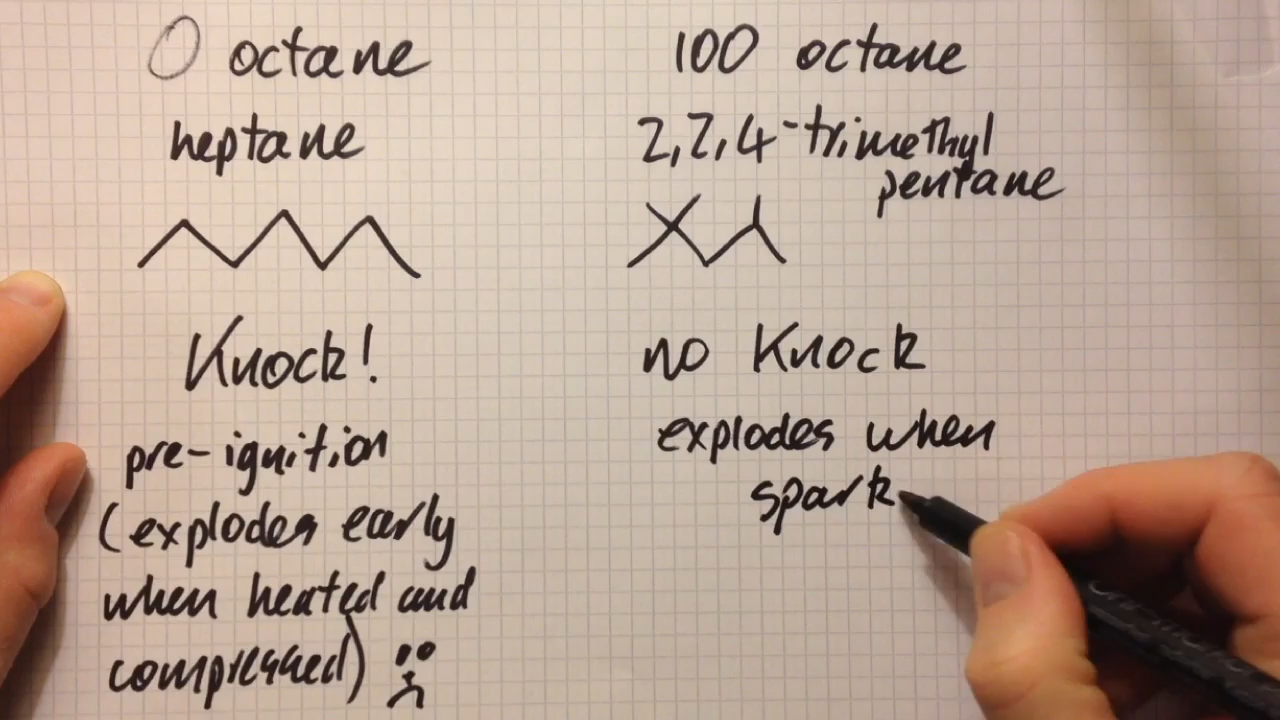 0 octane
heptane
Knock!
pre-ignition
(explodes early
when heated and
compressed)
100 octane
2,2,4-trimethyl
pentane
no Knock
explodes when
spark